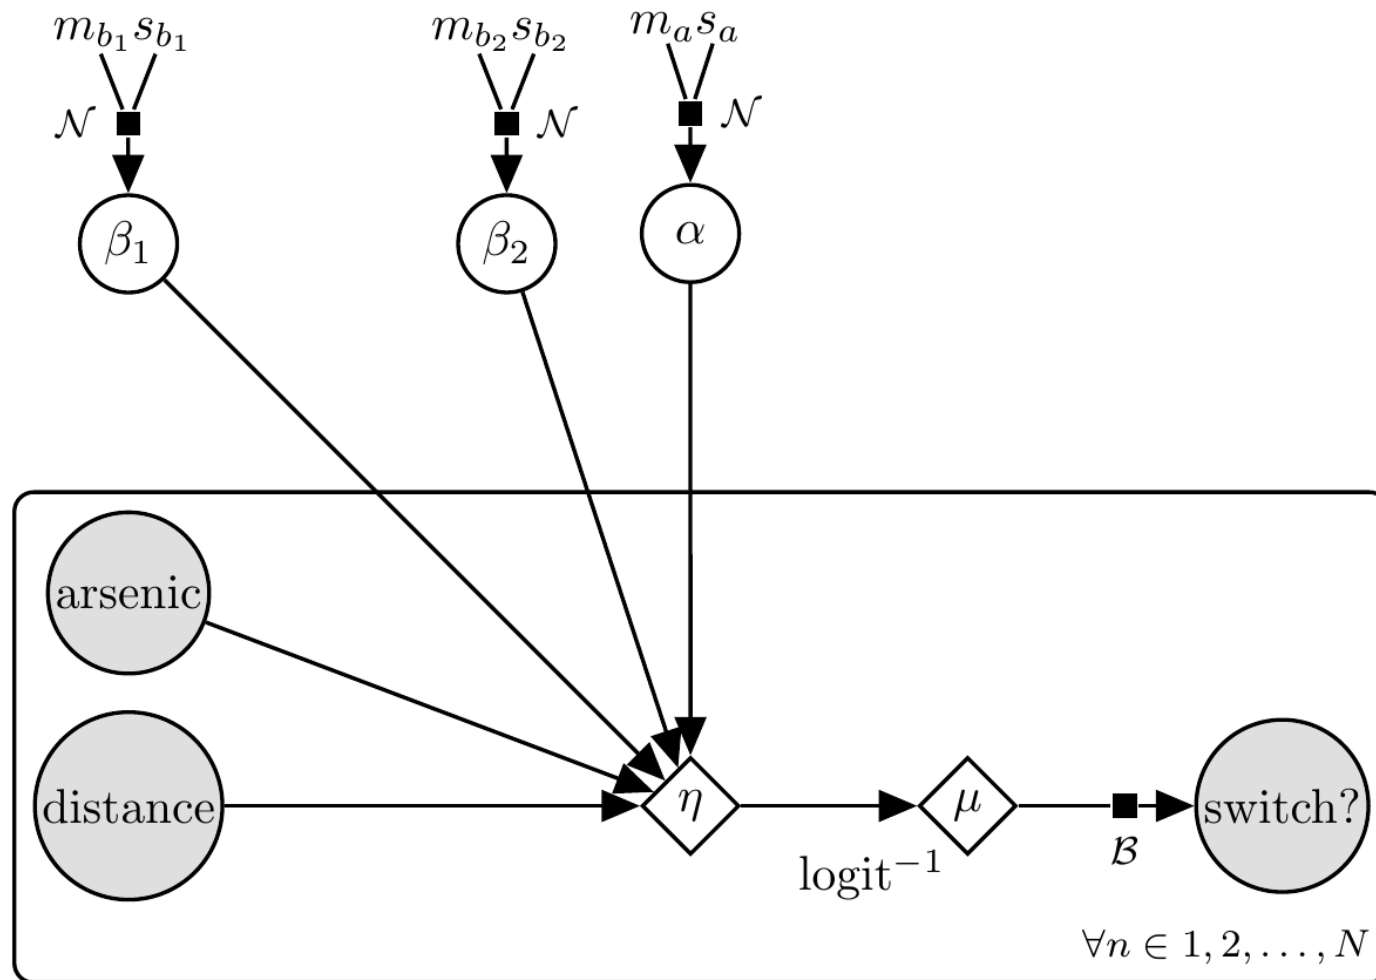 m_{b_1} s_{b_1} m_{b_2} s_{b_2} m_a s_a
𝒩 𝒩 𝒩
β_1 β_2 α
arsenic
distance η μ switch?
logit^{-1} ℬ
∀n ∈ 1, 2, . . . , N